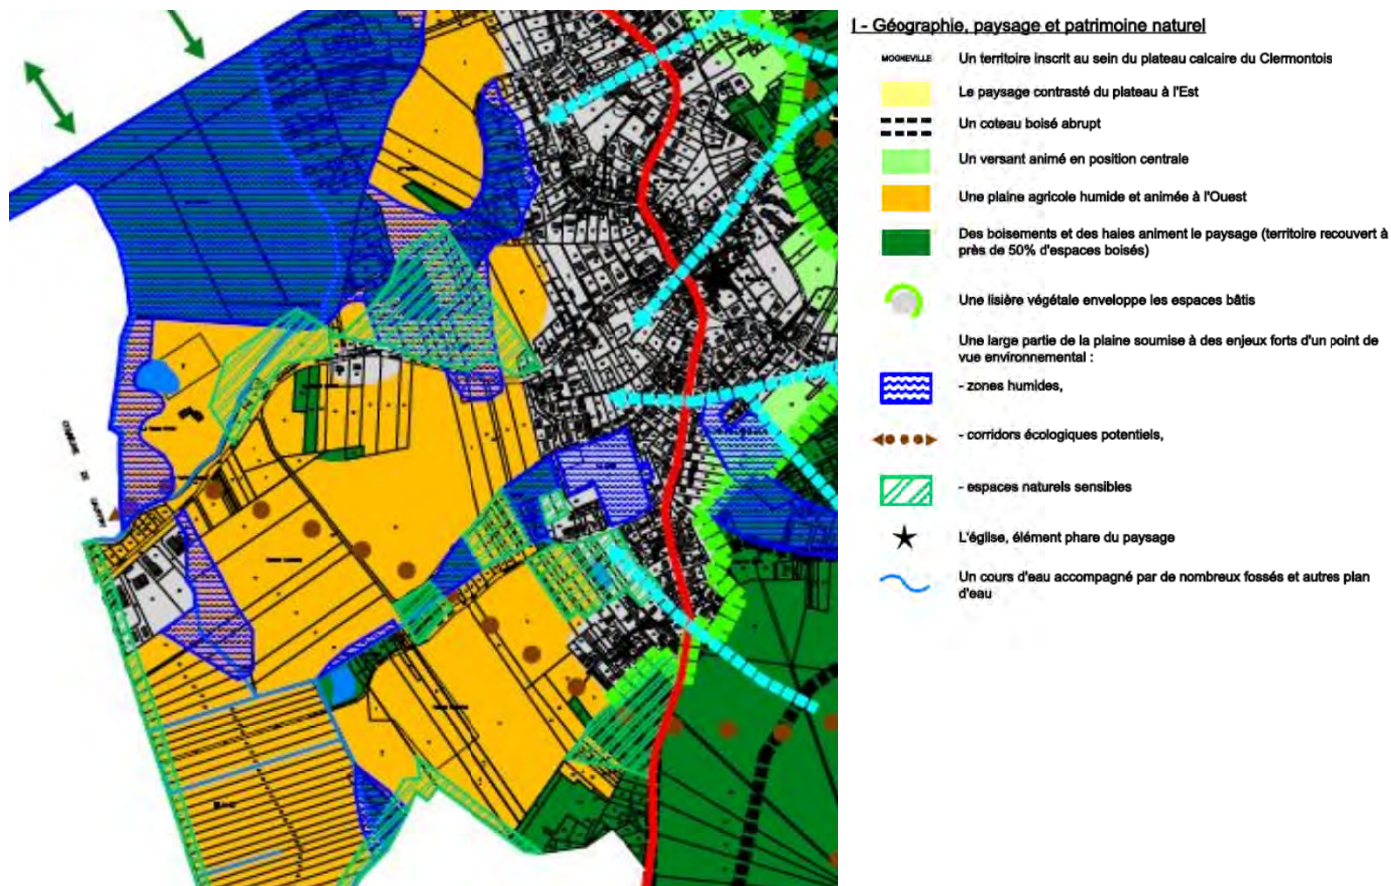 I - Géographie, paysage et patrimoine naturel
MOGNEVILLE
Un territoire inscrit au sein du plateau calcaire du Clermontois
Le paysage contrasté du plateau à l'Est
Un coteau boisé abrupt
Un versant animé en position centrale
Une plaine agricole humide et animée à l'Ouest
Des boisements et des haies animent le paysage (territoire recouvert à
près de 50% d'espaces boisés)
Une lisière végétale enveloppe les espaces bâtis
Une large partie de la plaine soumise à des enjeux forts d'un point de
vue environnemental :
- zones humides,
- corridors écologiques potentiels,
- espaces naturels sensibles
L'église, élément phare du paysage
Un cours d'eau accompagné par de nombreux fossés et autres plan
d'eau